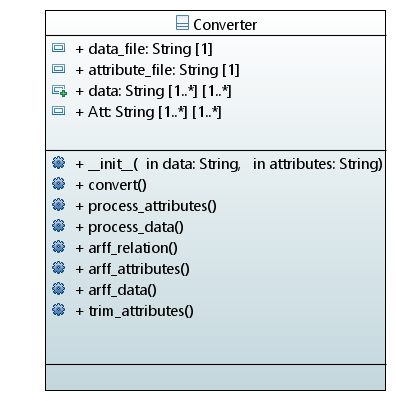 Converter
+ data_file: String [1]
+ attribute_file: String [1]
+ data: String [1..*] [1..*]
+ Att: String [1..*] [1..*]
+ __init__( in data: String, in attributes: String)
+ convert()
+ process_attributes()
+ process_data()
+ arff_relation()
+ arff_attributes()
+ arff_data()
+ trim_attributes()